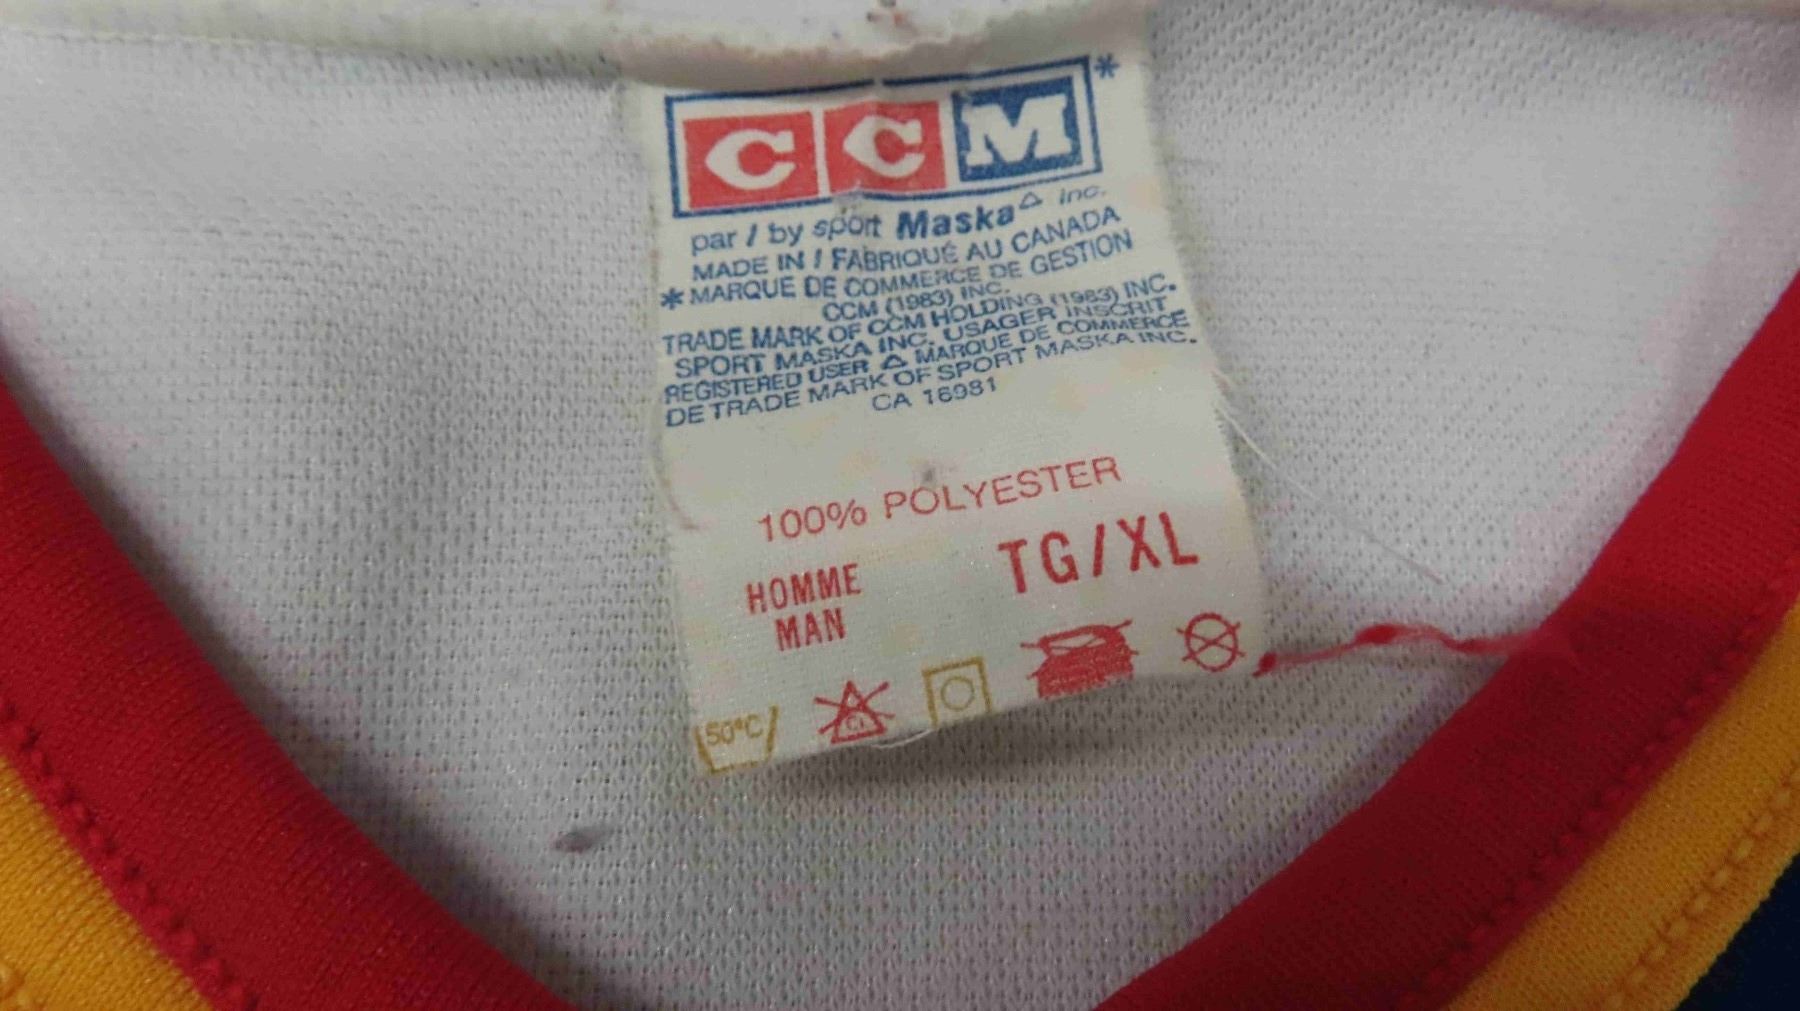 CCM*
par / by sport Maska△ inc.
MADE IN / FABRIQUÉ AU CANADA
* MARQUE DE COMMERCE DE GESTION
CCM (1983) INC.
TRADE MARK OF CCM HOLDING (1983) INC.
SPORT MASKA INC. USAGER INSCRIT
REGISTERED USER △ MARQUE DE COMMERCE
DE TRADE MARK OF SPORT MASKA INC.
CA 16981
100% POLYESTER
HOMME
MAN
TG/XL
50°C
CL